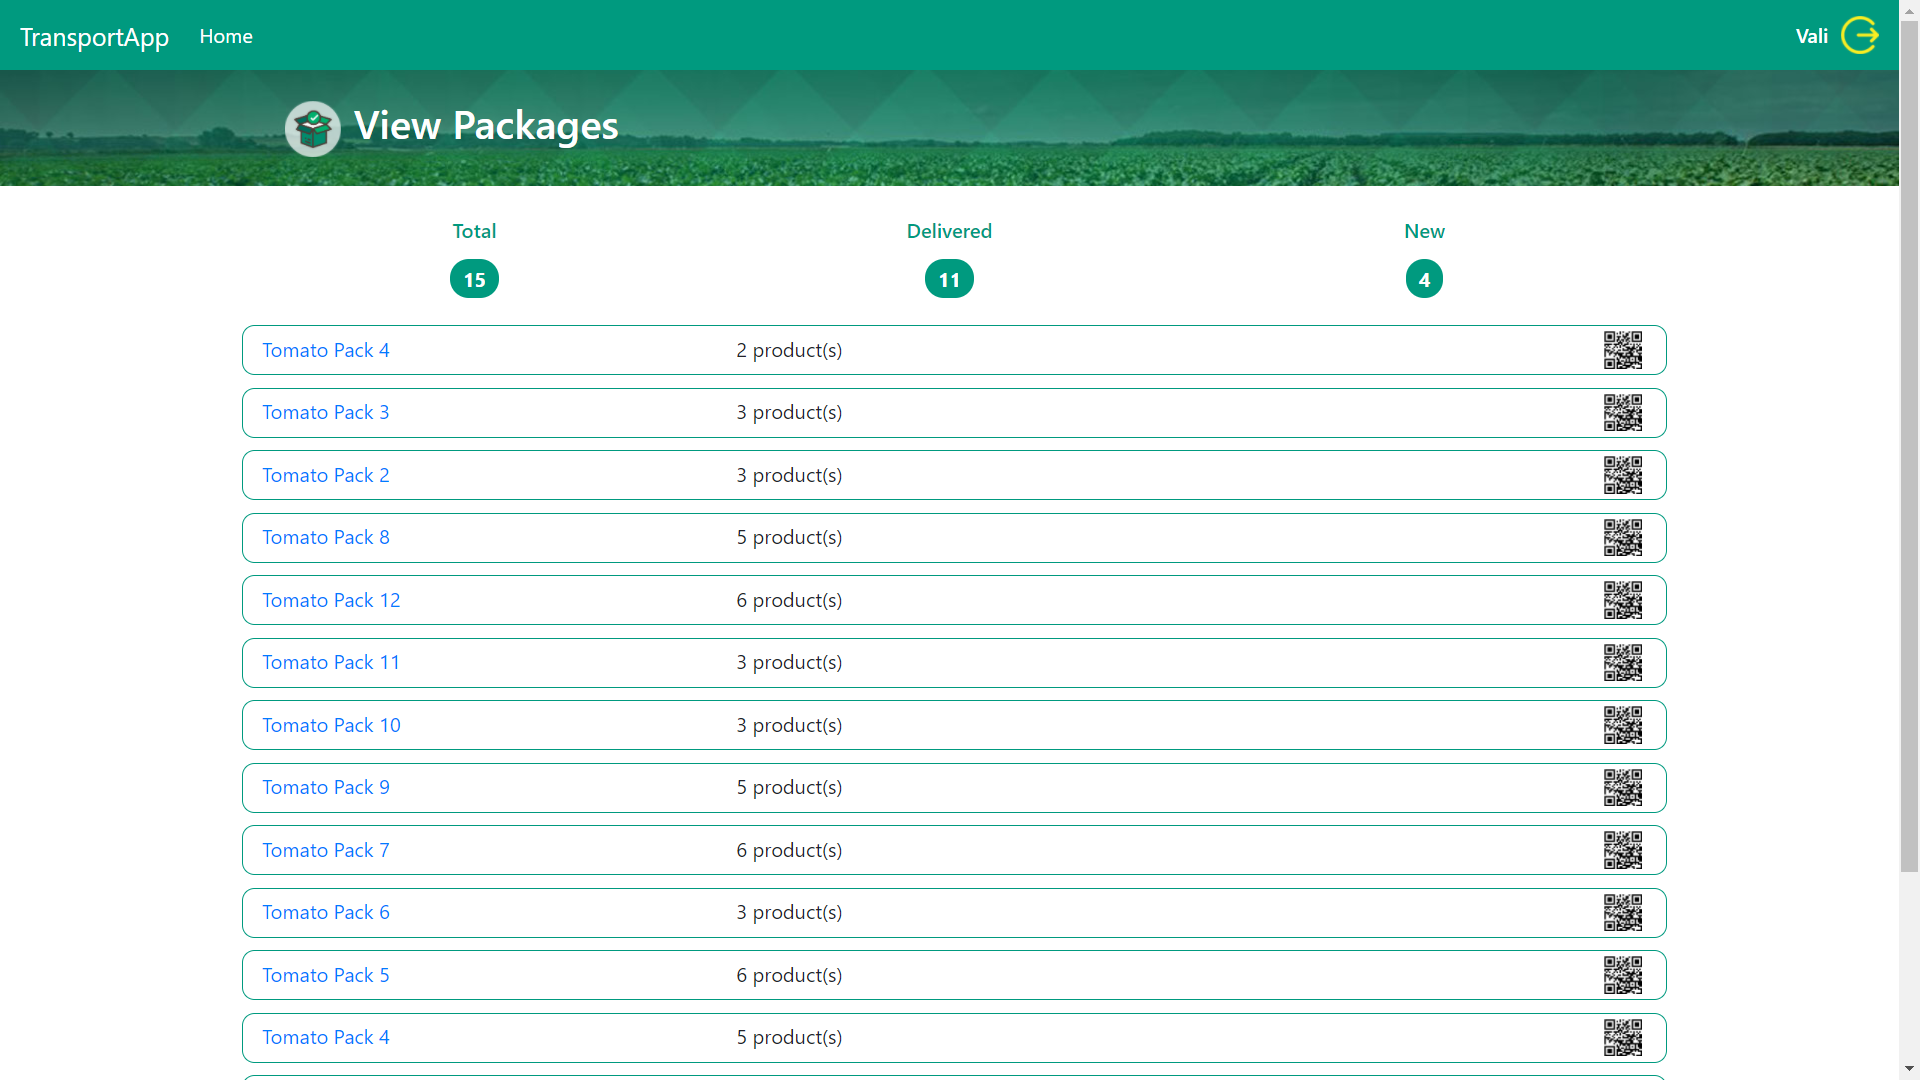 TransportApp Home Vali
View Packages
Total Delivered New
15 11 4
Tomato Pack 4 2 product(s)
Tomato Pack 3 3 product(s)
Tomato Pack 2 3 product(s)
Tomato Pack 8 5 product(s)
Tomato Pack 12 6 product(s)
Tomato Pack 11 3 product(s)
Tomato Pack 10 3 product(s)
Tomato Pack 9 5 product(s)
Tomato Pack 7 6 product(s)
Tomato Pack 6 3 product(s)
Tomato Pack 5 6 product(s)
Tomato Pack 4 5 product(s)